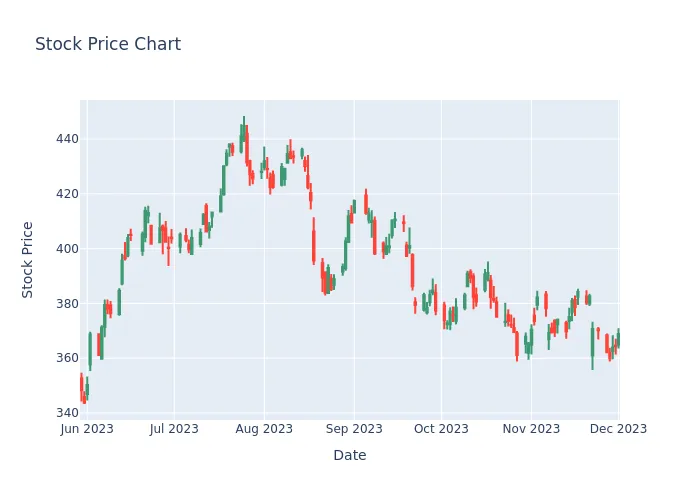 Stock Price Chart
Stock Price
440
420
400
380
360
340
Jun 2023
Jul 2023
Aug 2023
Sep 2023
Oct 2023
Nov 2023
Dec 2023
Date